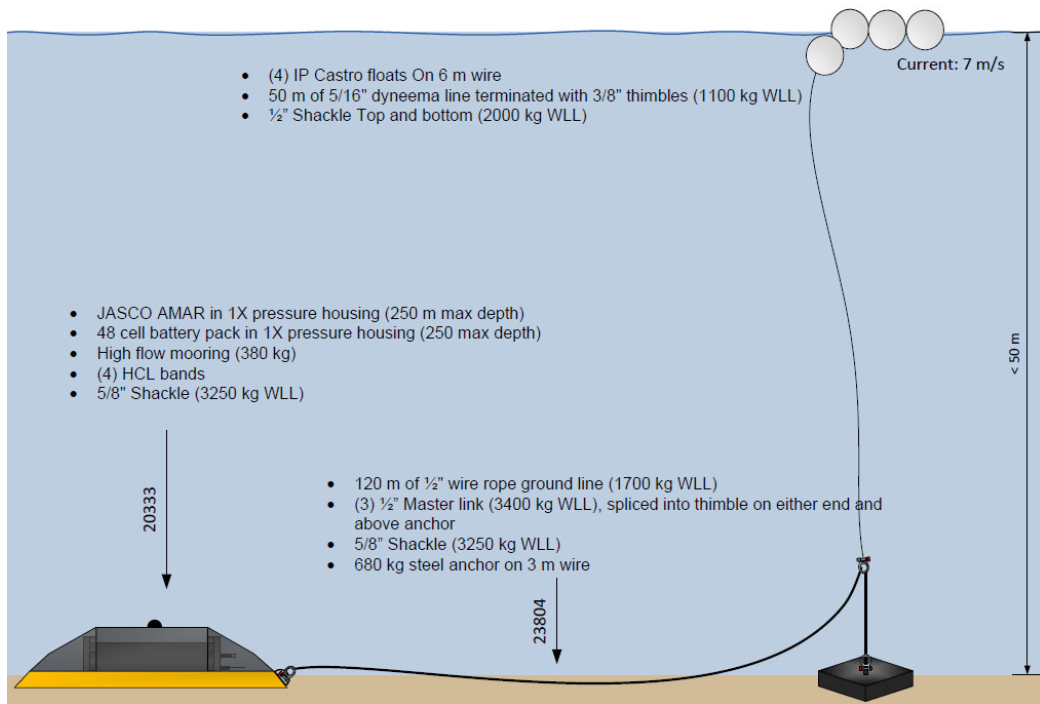 • (4) IP Castro floats On 6 m wire
• 50 m of 5/16" dyneema line terminated with 3/8" thimbles (1100 kg WLL)
• ½" Shackle Top and bottom (2000 kg WLL)
Current: 7 m/s
< 50 m
• JASCO AMAR in 1X pressure housing (250 m max depth)
• 48 cell battery pack in 1X pressure housing (250 max depth)
• High flow mooring (380 kg)
• (4) HCL bands
• 5/8" Shackle (3250 kg WLL)
20333
• 120 m of ½" wire rope ground line (1700 kg WLL)
• (3) ½" Master link (3400 kg WLL), spliced into thimble on either end and
above anchor
• 5/8" Shackle (3250 kg WLL)
• 680 kg steel anchor on 3 m wire
23804